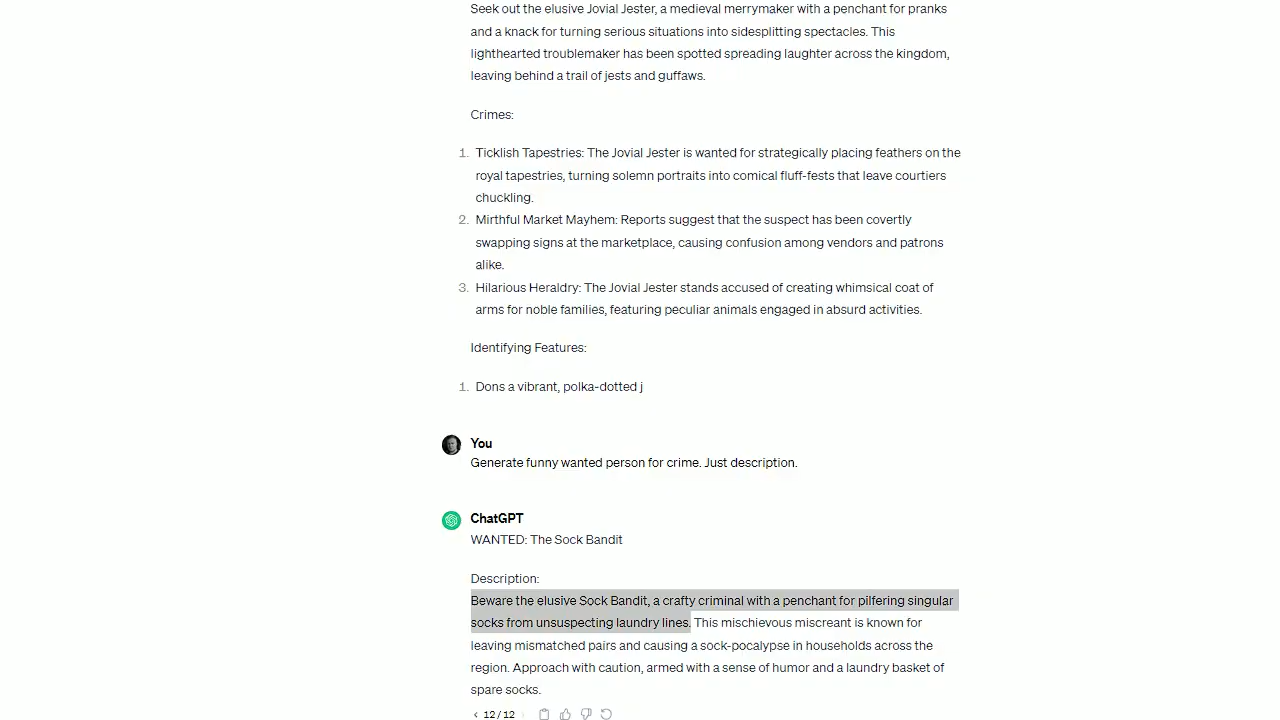 Seek out the elusive Jovial Jester, a medieval merrymaker with a penchant for pranks
and a knack for turning serious situations into sidesplitting spectacles. This
lighthearted troublemaker has been spotted spreading laughter across the kingdom,
leaving behind a trail of jests and guffaws.
Crimes:
1. Ticklish Tapestries: The Jovial Jester is wanted for strategically placing feathers on the
royal tapestries, turning solemn portraits into comical fluff-fests that leave courtiers
chuckling.
2. Mirthful Market Mayhem: Reports suggest that the suspect has been covertly
swapping signs at the marketplace, causing confusion among vendors and patrons
alike.
3. Hilarious Heraldry: The Jovial Jester stands accused of creating whimsical coat of
arms for noble families, featuring peculiar animals engaged in absurd activities.
Identifying Features:
1. Dons a vibrant, polka-dotted j
You
Generate funny wanted person for crime. Just description.
ChatGPT
WANTED: The Sock Bandit
Description:
Beware the elusive Sock Bandit, a crafty criminal with a penchant for pilfering singular
socks from unsuspecting laundry lines. This mischievous miscreant is known for
leaving mismatched pairs and causing a sock-pocalypse in households across the
region. Approach with caution, armed with a sense of humor and a laundry basket of
spare socks.
< 12 / 12